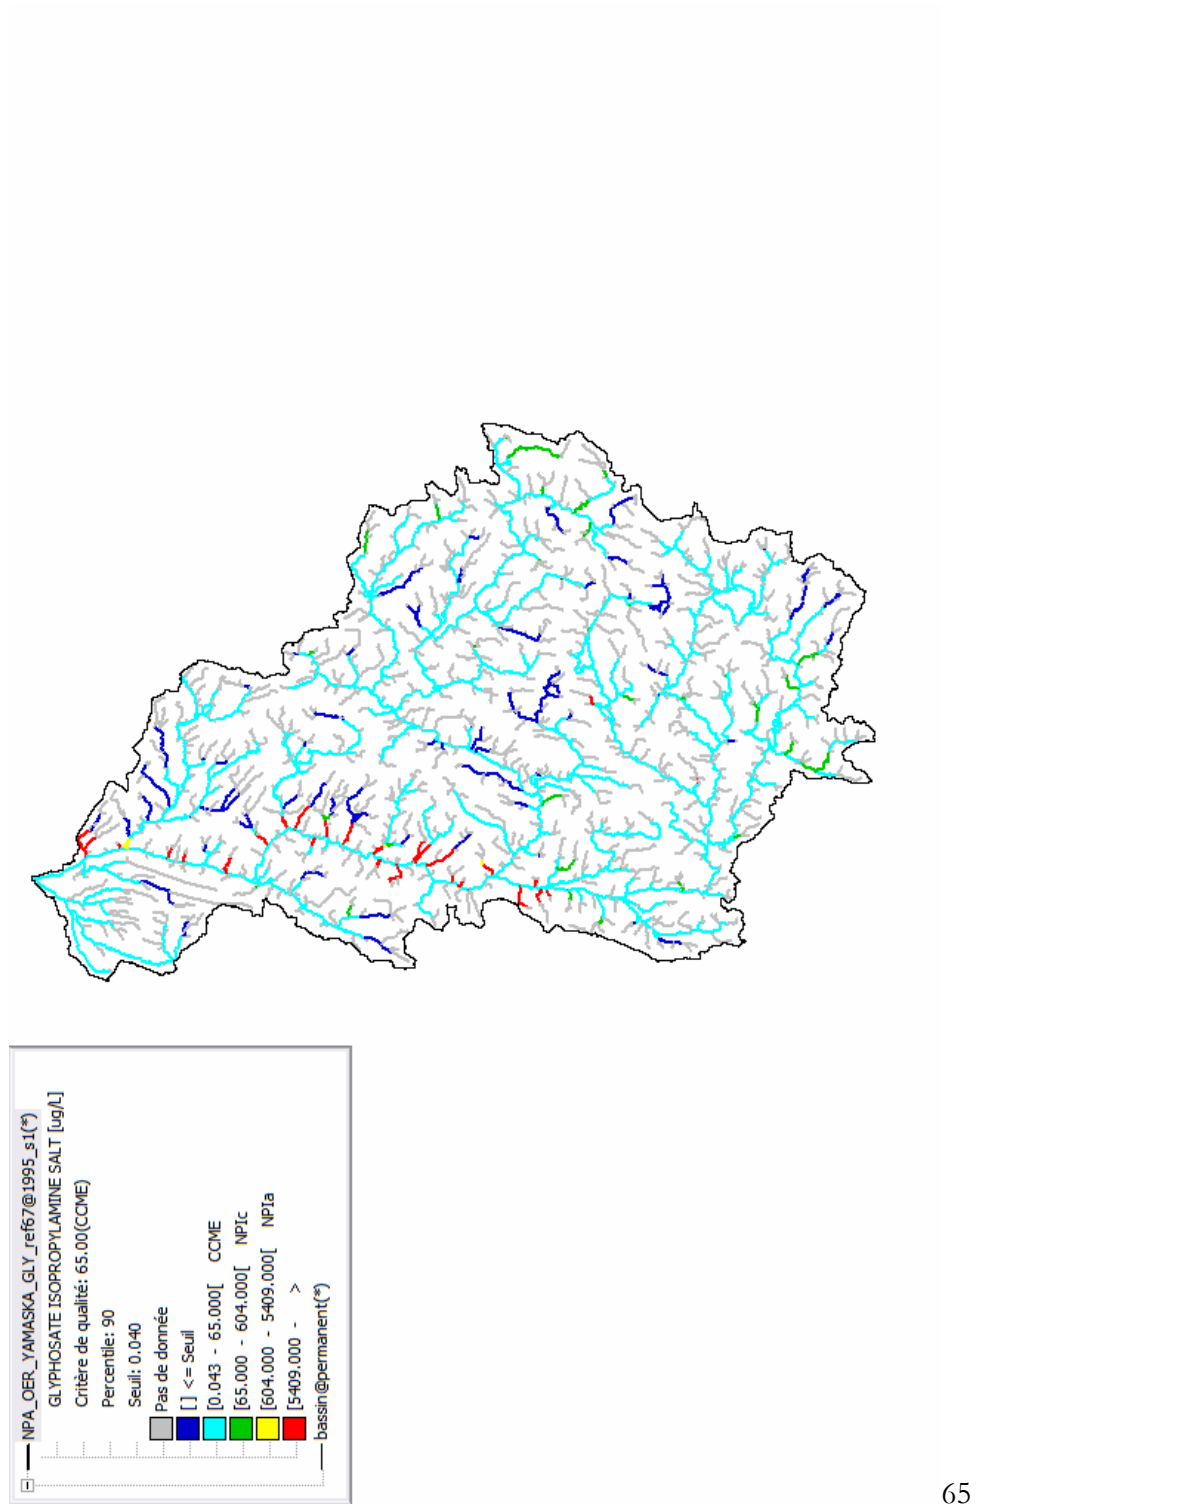 NPA_OER_YAMASKA_GLY_ref67@1995_s1(*)
GLYPHOSATE ISOPROPYLAMINE SALT [ug/L]
Critère de qualité: 65.00(CCME)
Percentile: 90
Seuil: 0.040
Pas de donnée
[ ] <= Seuil
[0.043 - 65.000[ CCME
[65.000 - 604.000[ NPIc
[604.000 - 5409.000[ NPIa
[5409.000 - >
bassin@permanent(*)
65